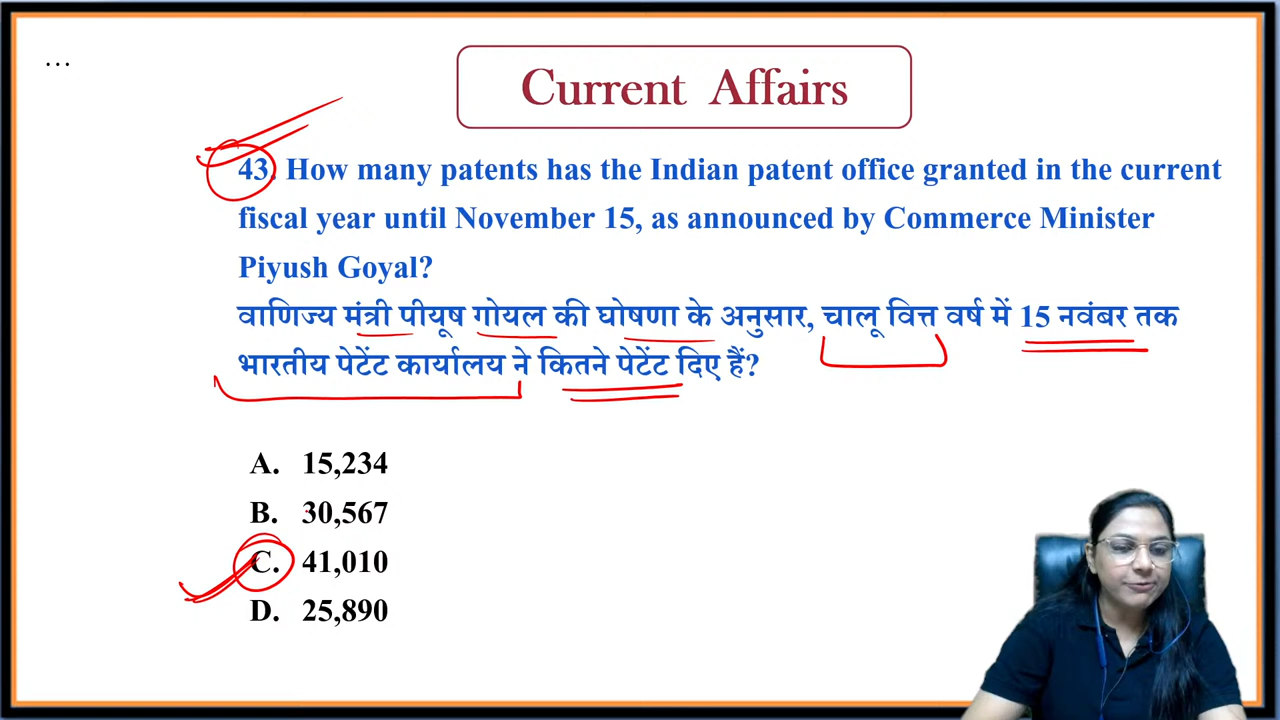 ...
Current Affairs
43. How many patents has the Indian patent office granted in the current
fiscal year until November 15, as announced by Commerce Minister
Piyush Goyal?
वाणिज्य मंत्री पीयूष गोयल की घोषणा के अनुसार, चालू वित्त वर्ष में 15 नवंबर तक
भारतीय पेटेंट कार्यालय ने कितने पेटेंट दिए हैं?
A. 15,234
B. 30,567
C. 41,010
D. 25,890